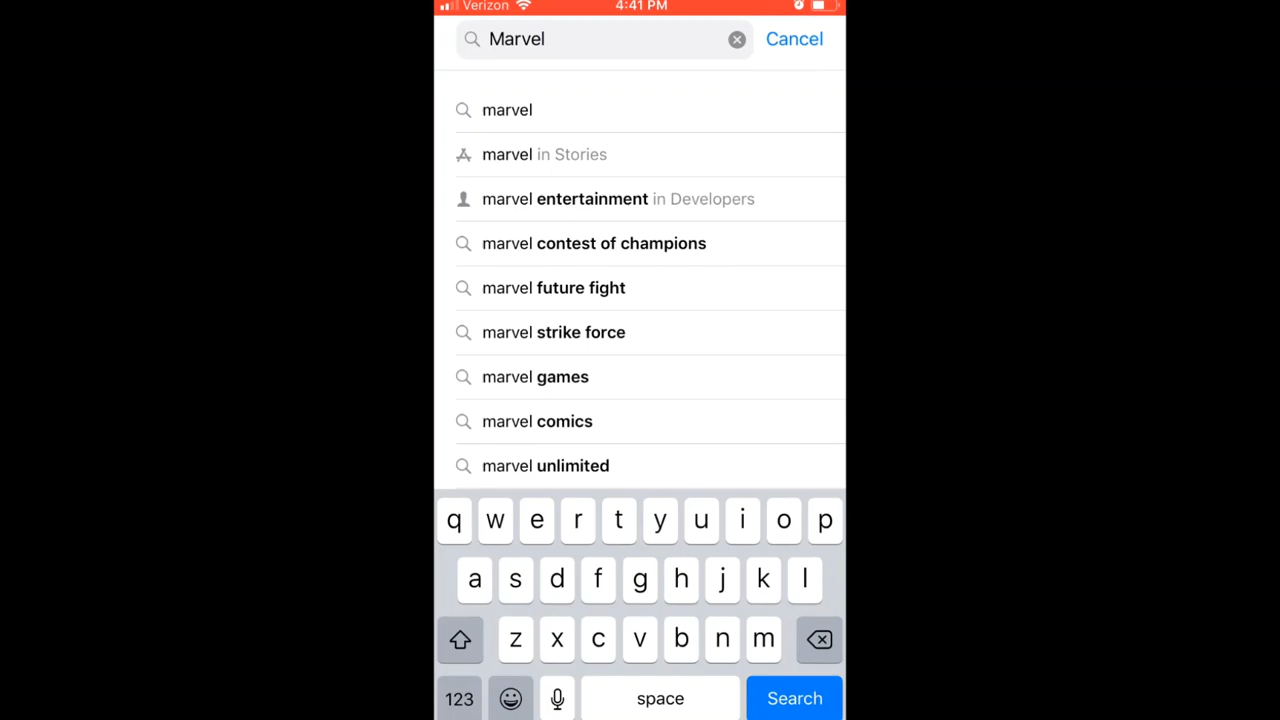 Verizon 4:41 PM
Marvel Cancel
marvel
marvel in Stories
marvel entertainment in Developers
marvel contest of champions
marvel future fight
marvel strike force
marvel games
marvel comics
marvel unlimited
q w e r t y u i o p
a s d f g h j k l
z x c v b n m
123 space Search